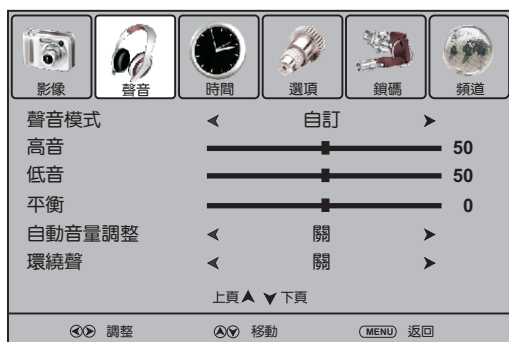 影像 聲音 時間 選項 鎖碼 頻道
聲音模式 自訂
高音 50
低音 50
平衡 0
自動音量調整 關
環繞聲 關
上頁 下頁
調整 移動 MENU 返回